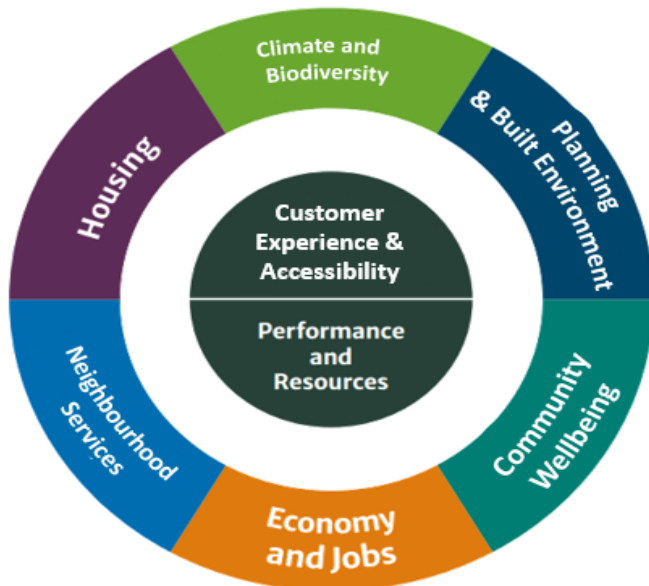 Climate and
Biodiversity
Planning
& Built Environment
Housing
Customer
Experience &
Accessibility
Performance
and
Resources
Neighbourhood
Services
Community
Wellbeing
Economy
and Jobs